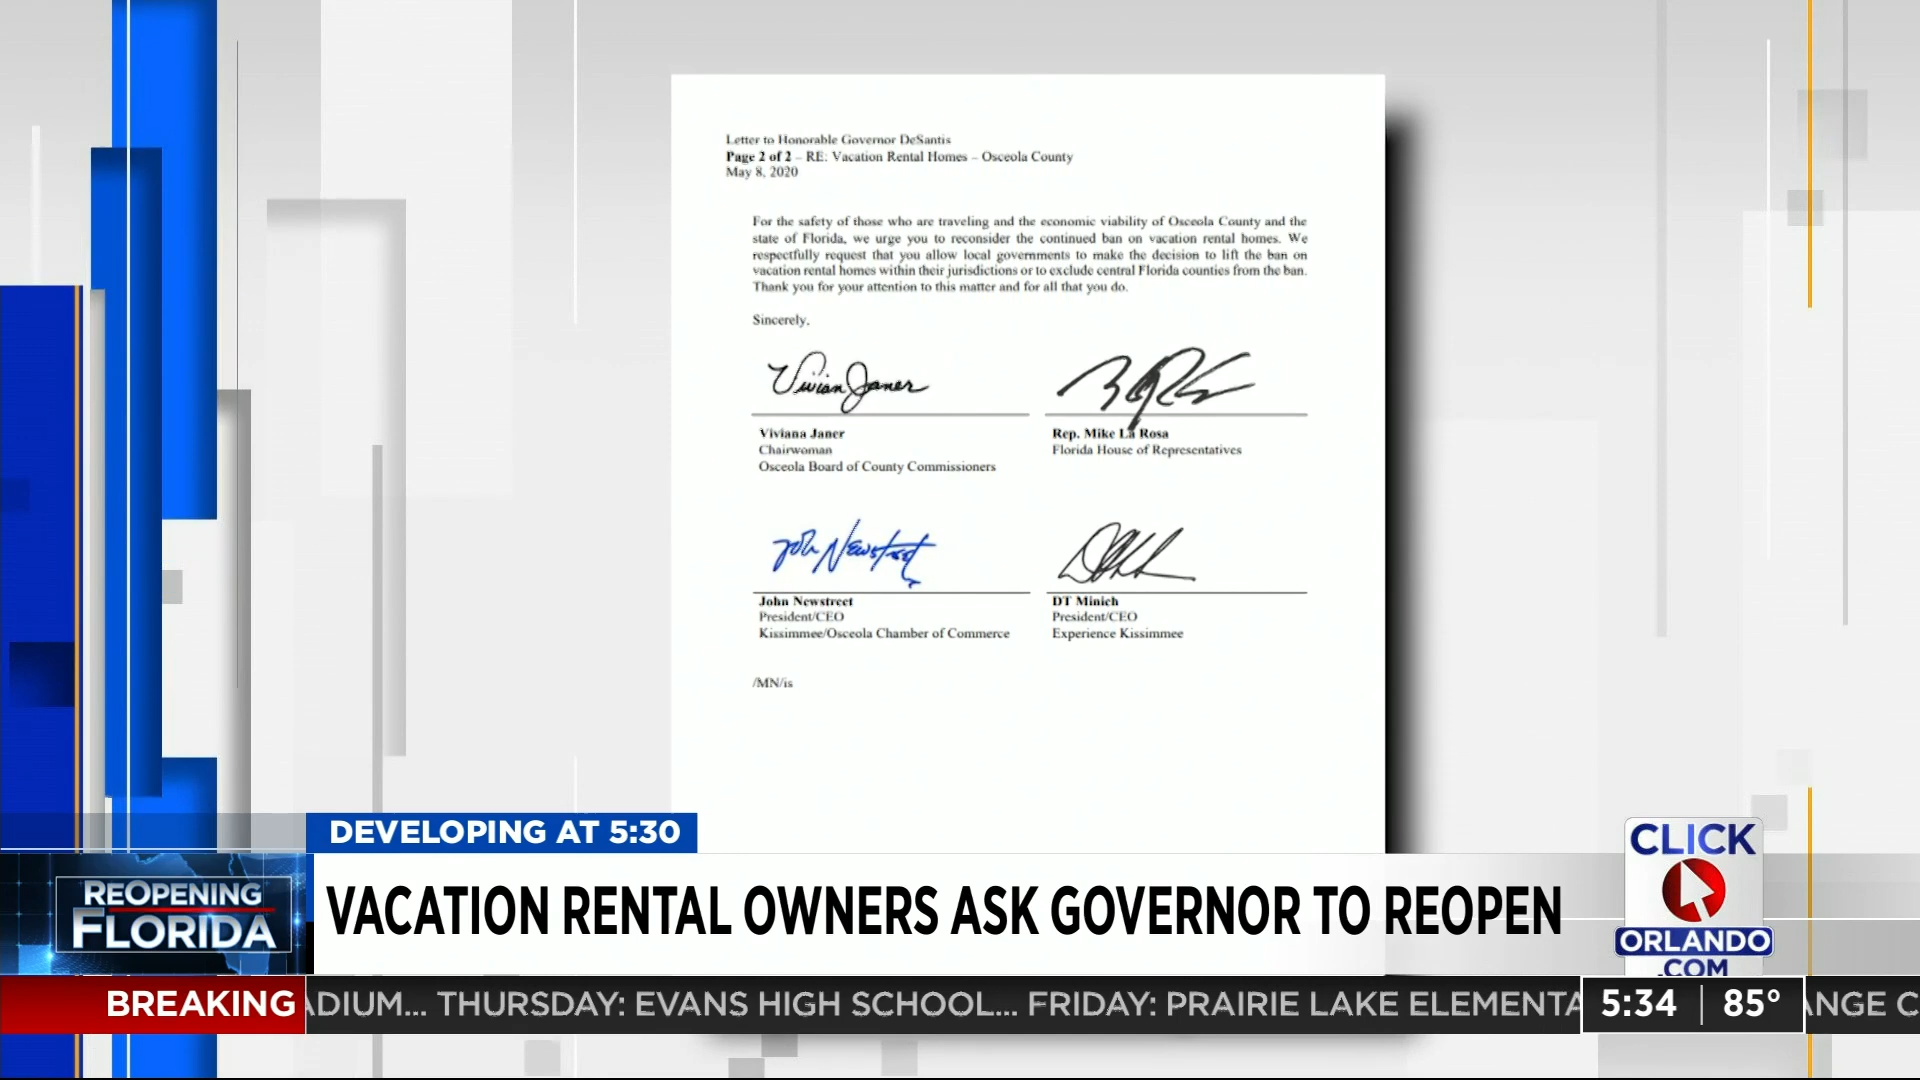 Letter to Honorable Governor DeSantis
Page 2 of 2 – RE: Vacation Rental Homes – Osceola County
May 8, 2020
For the safety of those who are traveling and the economic viability of Osceola County and the
state of Florida, we urge you to reconsider the continued ban on vacation rental homes. We
respectfully request that you allow local governments to make the decision to lift the ban on
vacation rental homes within their jurisdictions or to exclude central Florida counties from the ban.
Thank you for your attention to this matter and for all that you do.
Sincerely,
Vivian Janer
Viviana Janer
Chairwoman
Osceola Board of County Commissioners
Rep. Mike La Rosa
Florida House of Representatives
John Newstreet
John Newstreet
President/CEO
Kissimmee/Osceola Chamber of Commerce
DT Minich
President/CEO
Experience Kissimmee
/MN/is
DEVELOPING AT 5:30
REOPENING
FLORIDA
VACATION RENTAL OWNERS ASK GOVERNOR TO REOPEN
CLICK
ORLANDO
.COM
BREAKING
ADIUM... THURSDAY: EVANS HIGH SCHOOL... FRIDAY: PRAIRIE LAKE ELEMENTA
5:34 85°
ANGE C